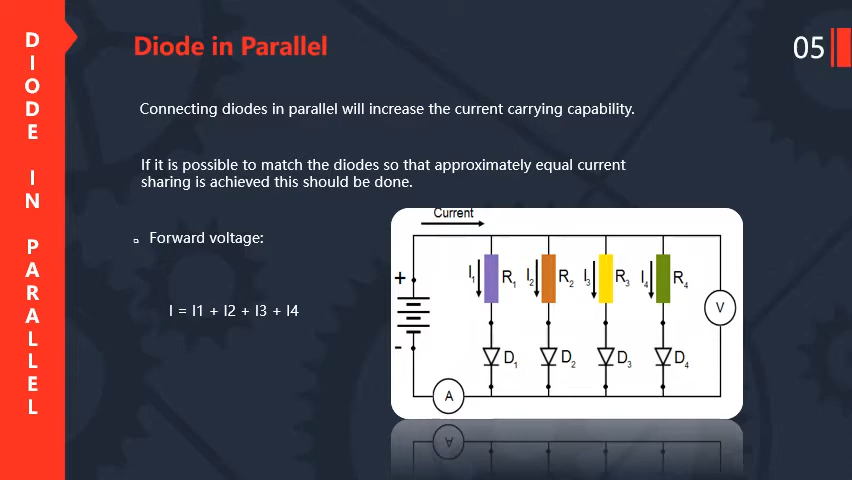 DIODE IN PARALLEL
Diode in Parallel
05
Connecting diodes in parallel will increase the current carrying capability.
If it is possible to match the diodes so that approximately equal current
sharing is achieved this should be done.
Forward voltage:
I = I1 + I2 + I3 + I4
Current
+
-
I₁ R₁ I₂ R₂ I₃ R₃ I₄ R₄
V
D₁ D₂ D₃ D₄
A